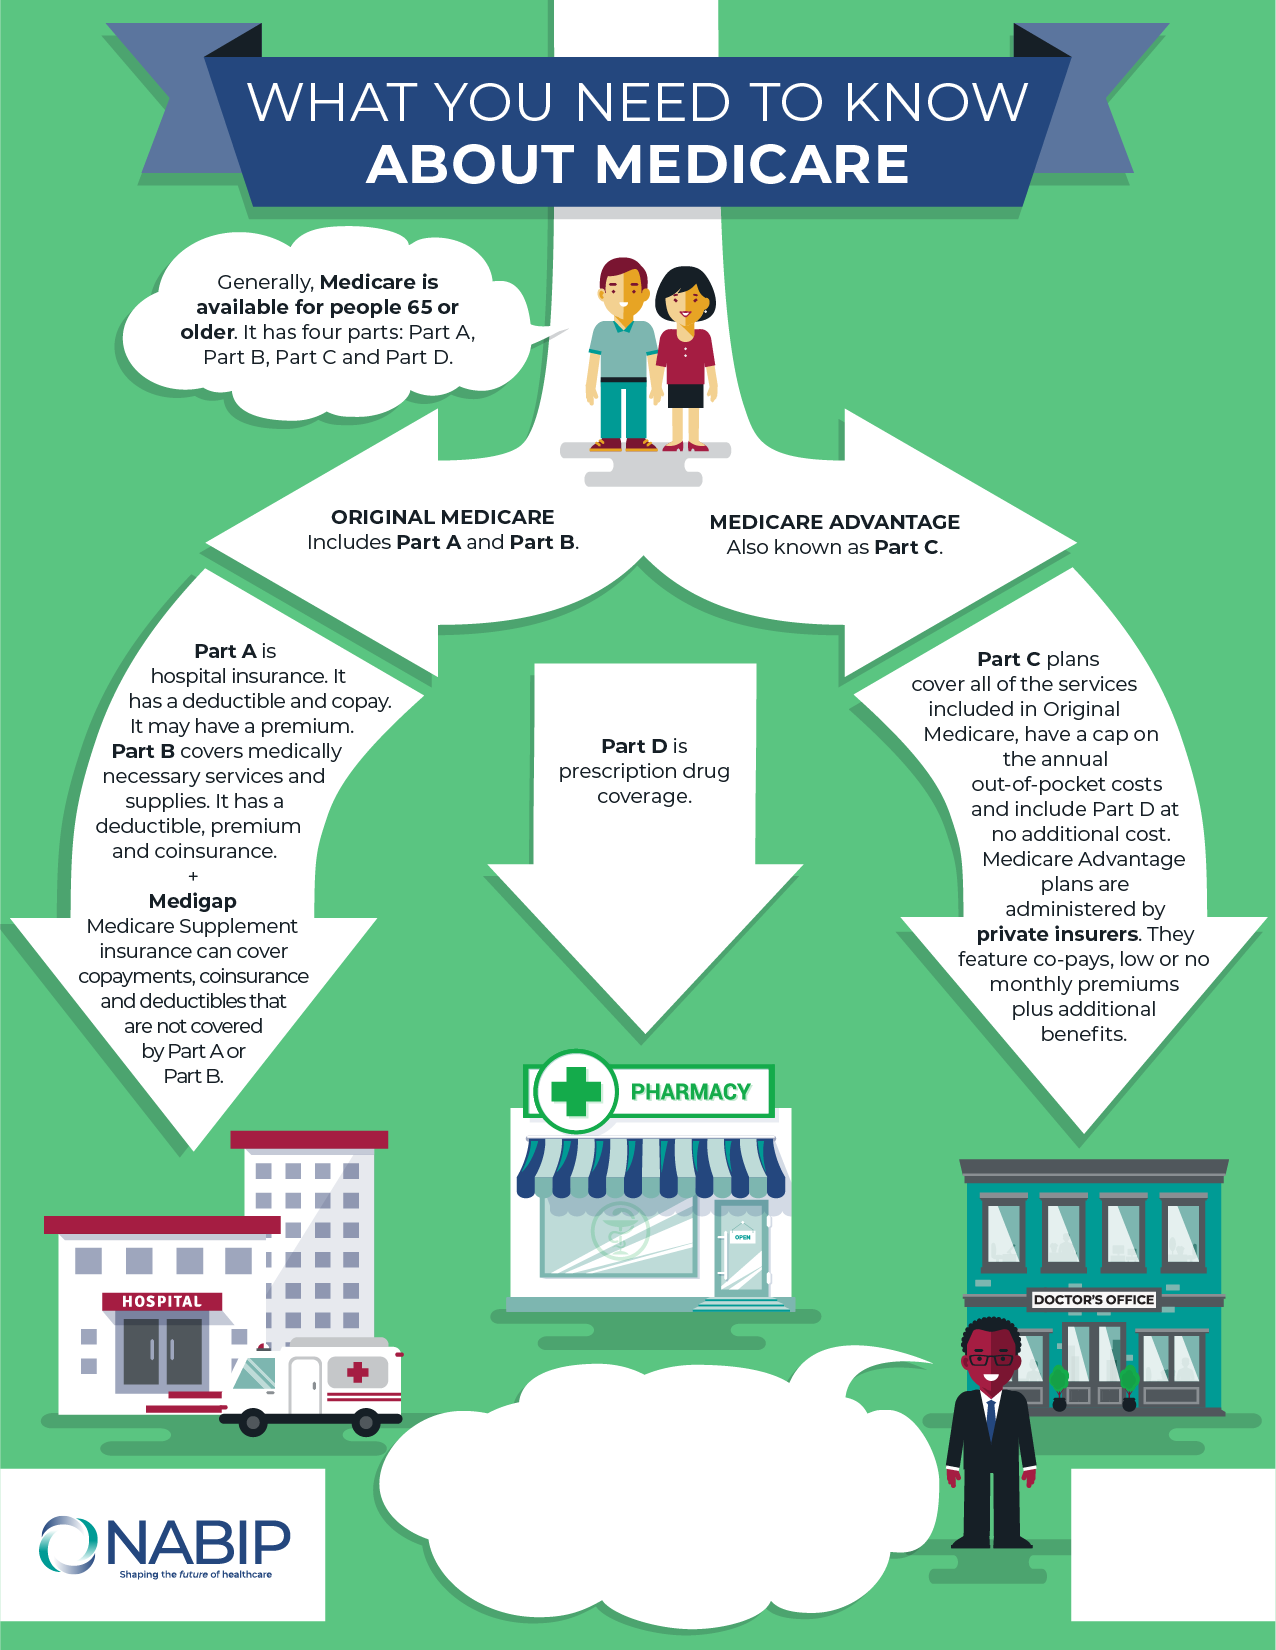 WHAT YOU NEED TO KNOW
ABOUT MEDICARE
Generally, Medicare is
available for people 65 or
older. It has four parts: Part A,
Part B, Part C and Part D.
ORIGINAL MEDICARE
Includes Part A and Part B.
MEDICARE ADVANTAGE
Also known as Part C.
Part A is
hospital insurance. It
has a deductible and copay.
It may have a premium.
Part B covers medically
necessary services and
supplies. It has a
deductible, premium
and coinsurance.
+
Medigap
Medicare Supplement
insurance can cover
copayments, coinsurance
and deductibles that
are not covered
by Part A or
Part B.
Part D is
prescription drug
coverage.
Part C plans
cover all of the services
included in Original
Medicare, have a cap on
the annual
out-of-pocket costs
and include Part D at
no additional cost.
Medicare Advantage
plans are
administered by
private insurers. They
feature co-pays, low or no
monthly premiums
plus additional
benefits.
PHARMACY
OPEN
HOSPITAL
DOCTOR'S OFFICE
NABIP
Shaping the future of healthcare